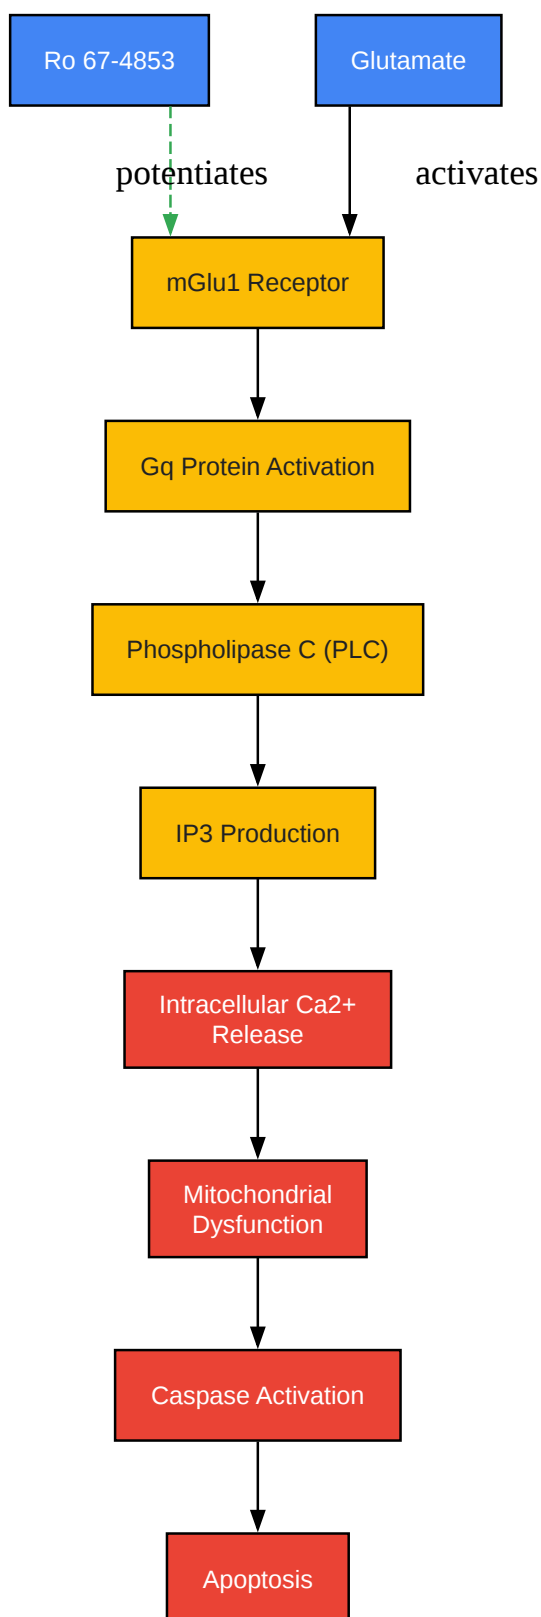 Ro 67-4853
Glutamate
potentiates
activates
mGlu1 Receptor
Gq Protein Activation
Phospholipase C (PLC)
IP3 Production
Intracellular Ca2+
Release
Mitochondrial
Dysfunction
Caspase Activation
Apoptosis